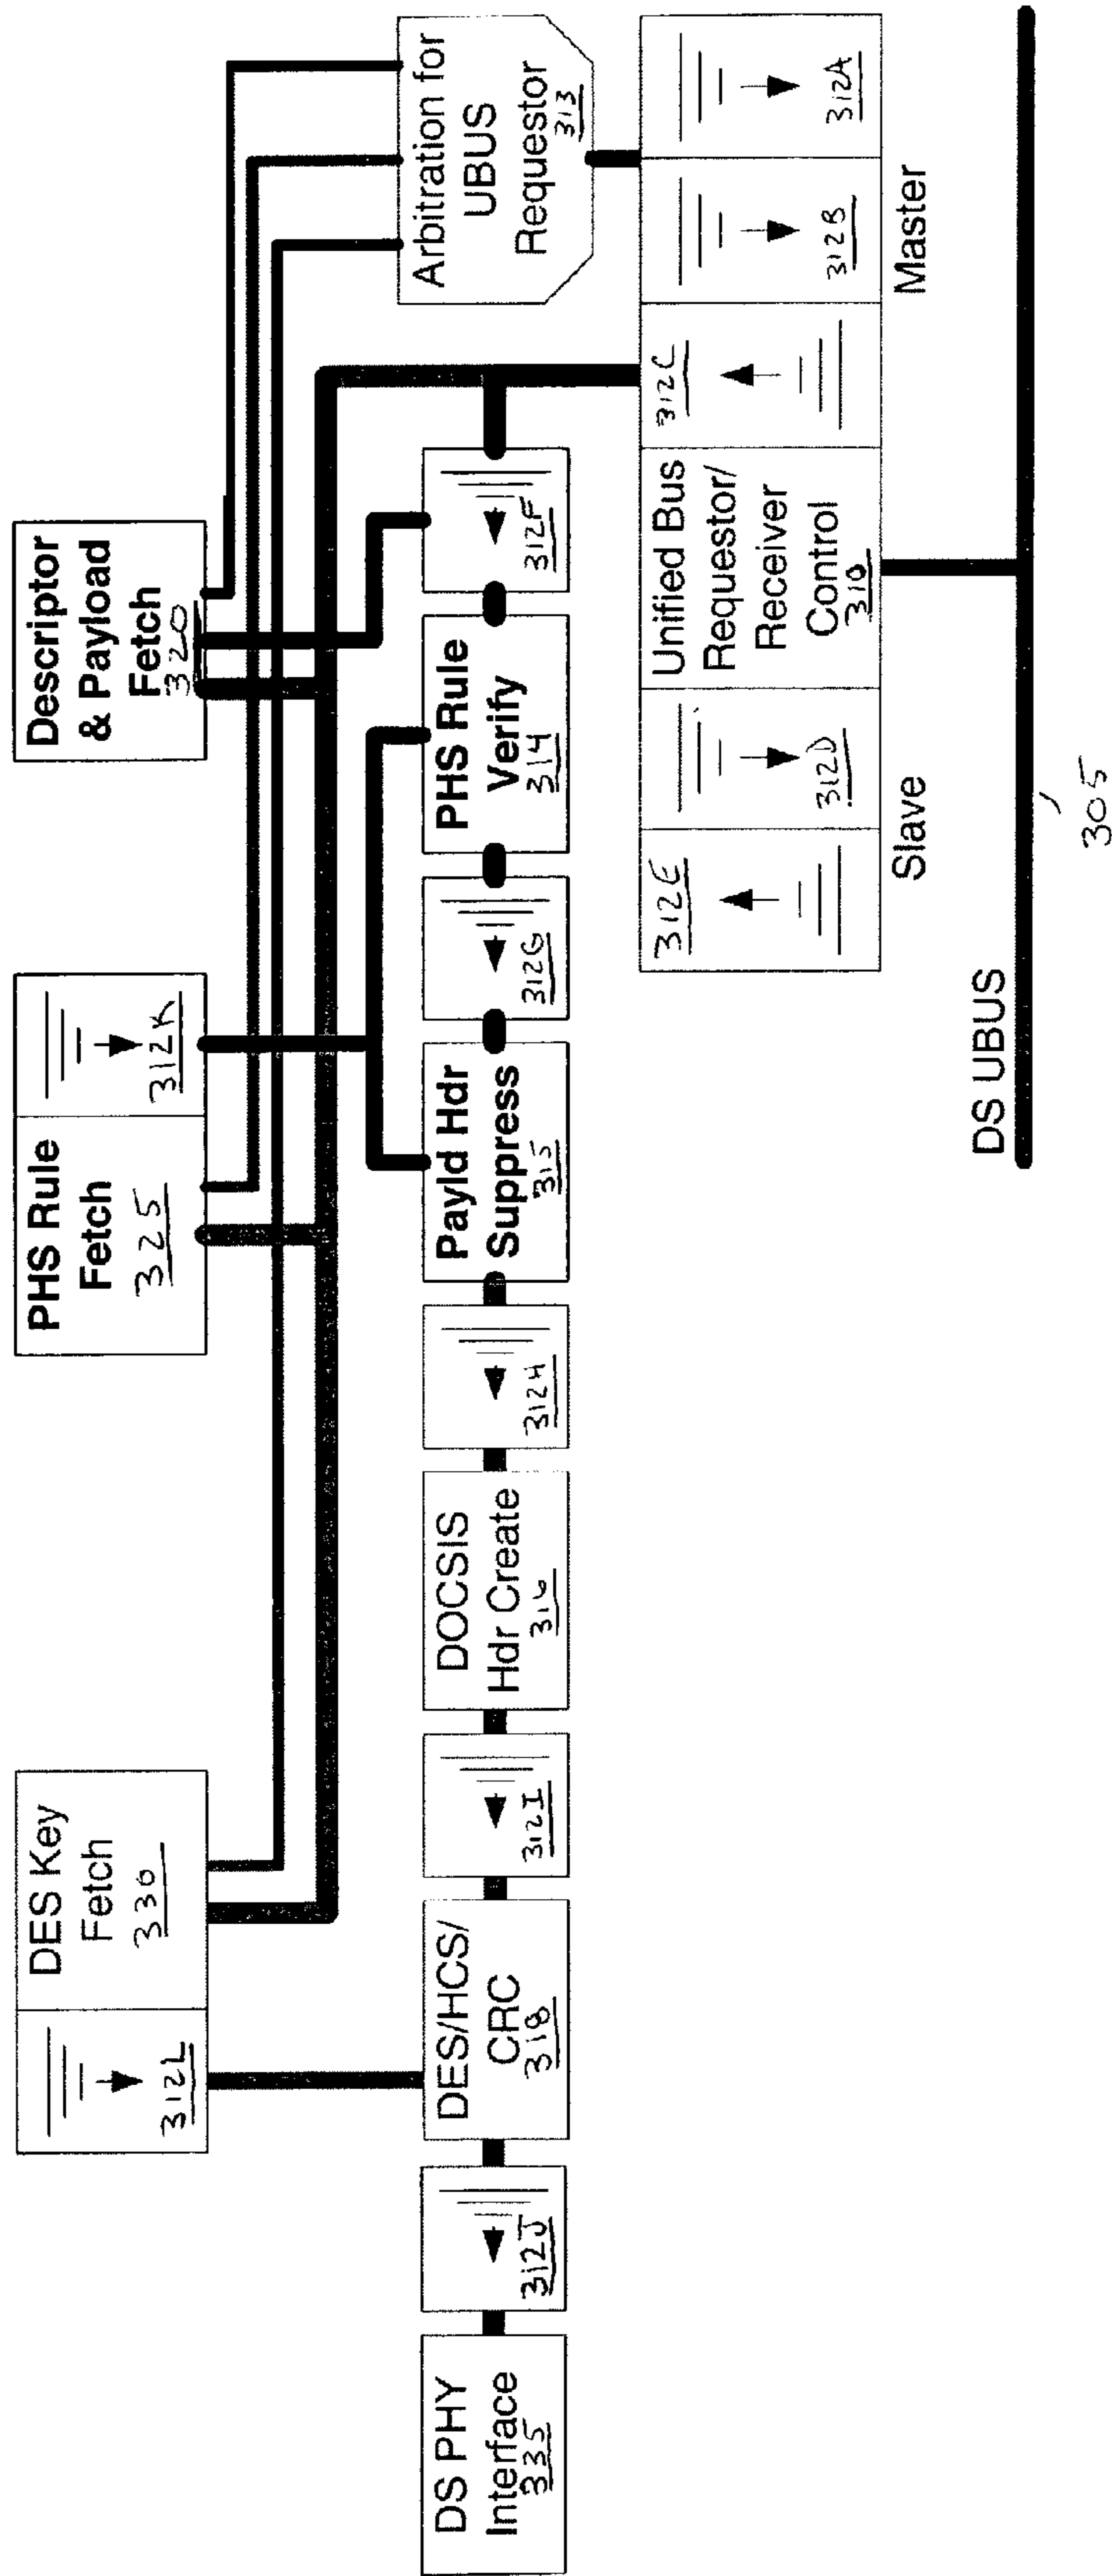 DES Key
Fetch
330
312L
PHS Rule
Fetch
325
312K
Descriptor
& Payload
Fetch
320
DS PHY
Interface
335
312J
DES/HCS/
CRC
318
312I
DOCSIS
Hdr Create
316
312H
Payld Hdr
Suppress
315
312G
PHS Rule
Verify
314
312F
Arbitration for
UBUS
Requestor
313
312E
312D
Unified Bus
Requestor/
Receiver
Control
310
312C
312B
312A
Slave
Master
DS UBUS
305